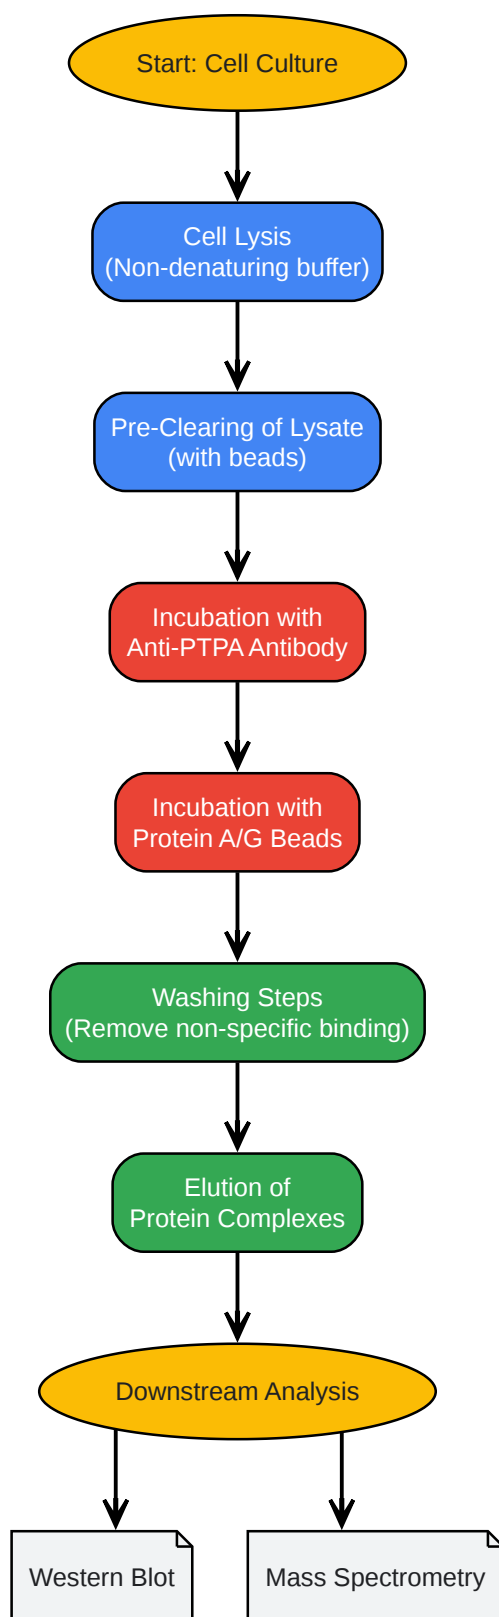 Start: Cell Culture
Cell Lysis
(Non-denaturing buffer)
Pre-Clearing of Lysate
(with beads)
Incubation with
Anti-PTPA Antibody
Incubation with
Protein A/G Beads
Washing Steps
(Remove non-specific binding)
Elution of
Protein Complexes
Downstream Analysis
Western Blot
Mass Spectrometry